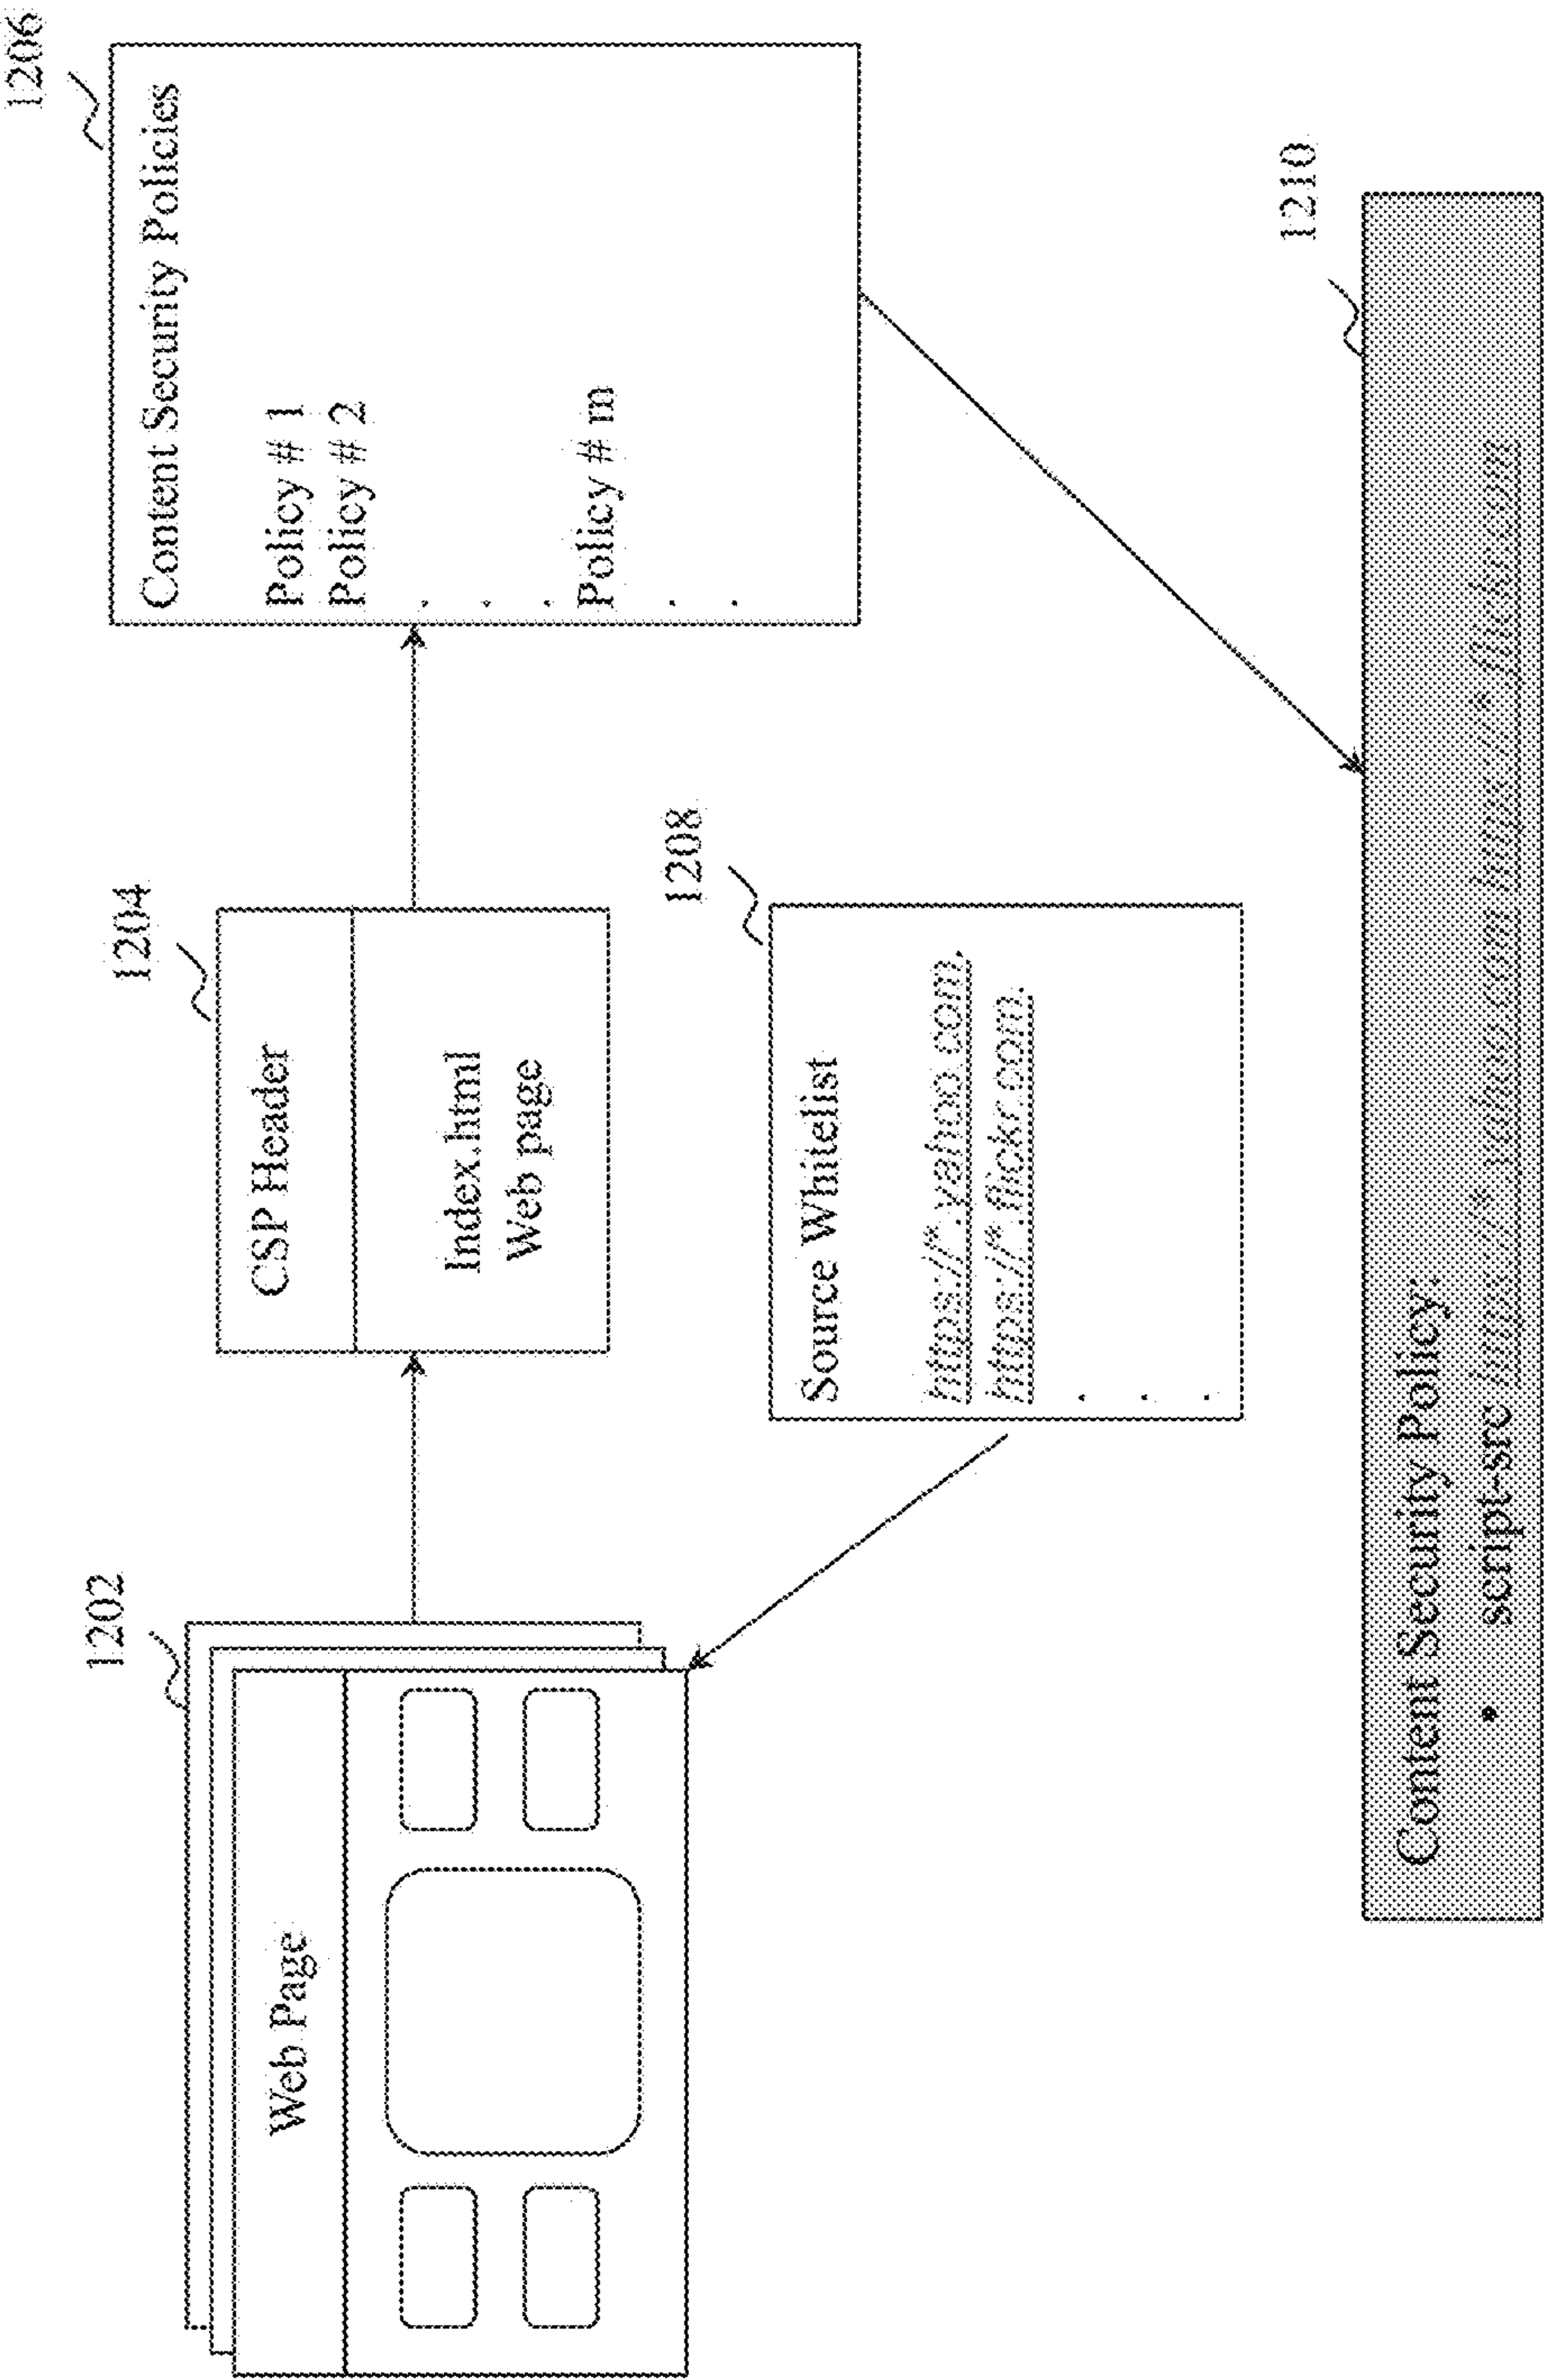 1202
Web Page
1204
CSP Header
Index.html
Web page
1206
Content Security Policies
Policy # 1
Policy # 2
.
.
.
Policy # m
.
.
1208
Source Whitelist
https://*.yahoo.com,
https://*.flickr.com.
.
.
.
1210
Content Security Policy:
• script-src https://*.yahoo.com https://*.flickr.com